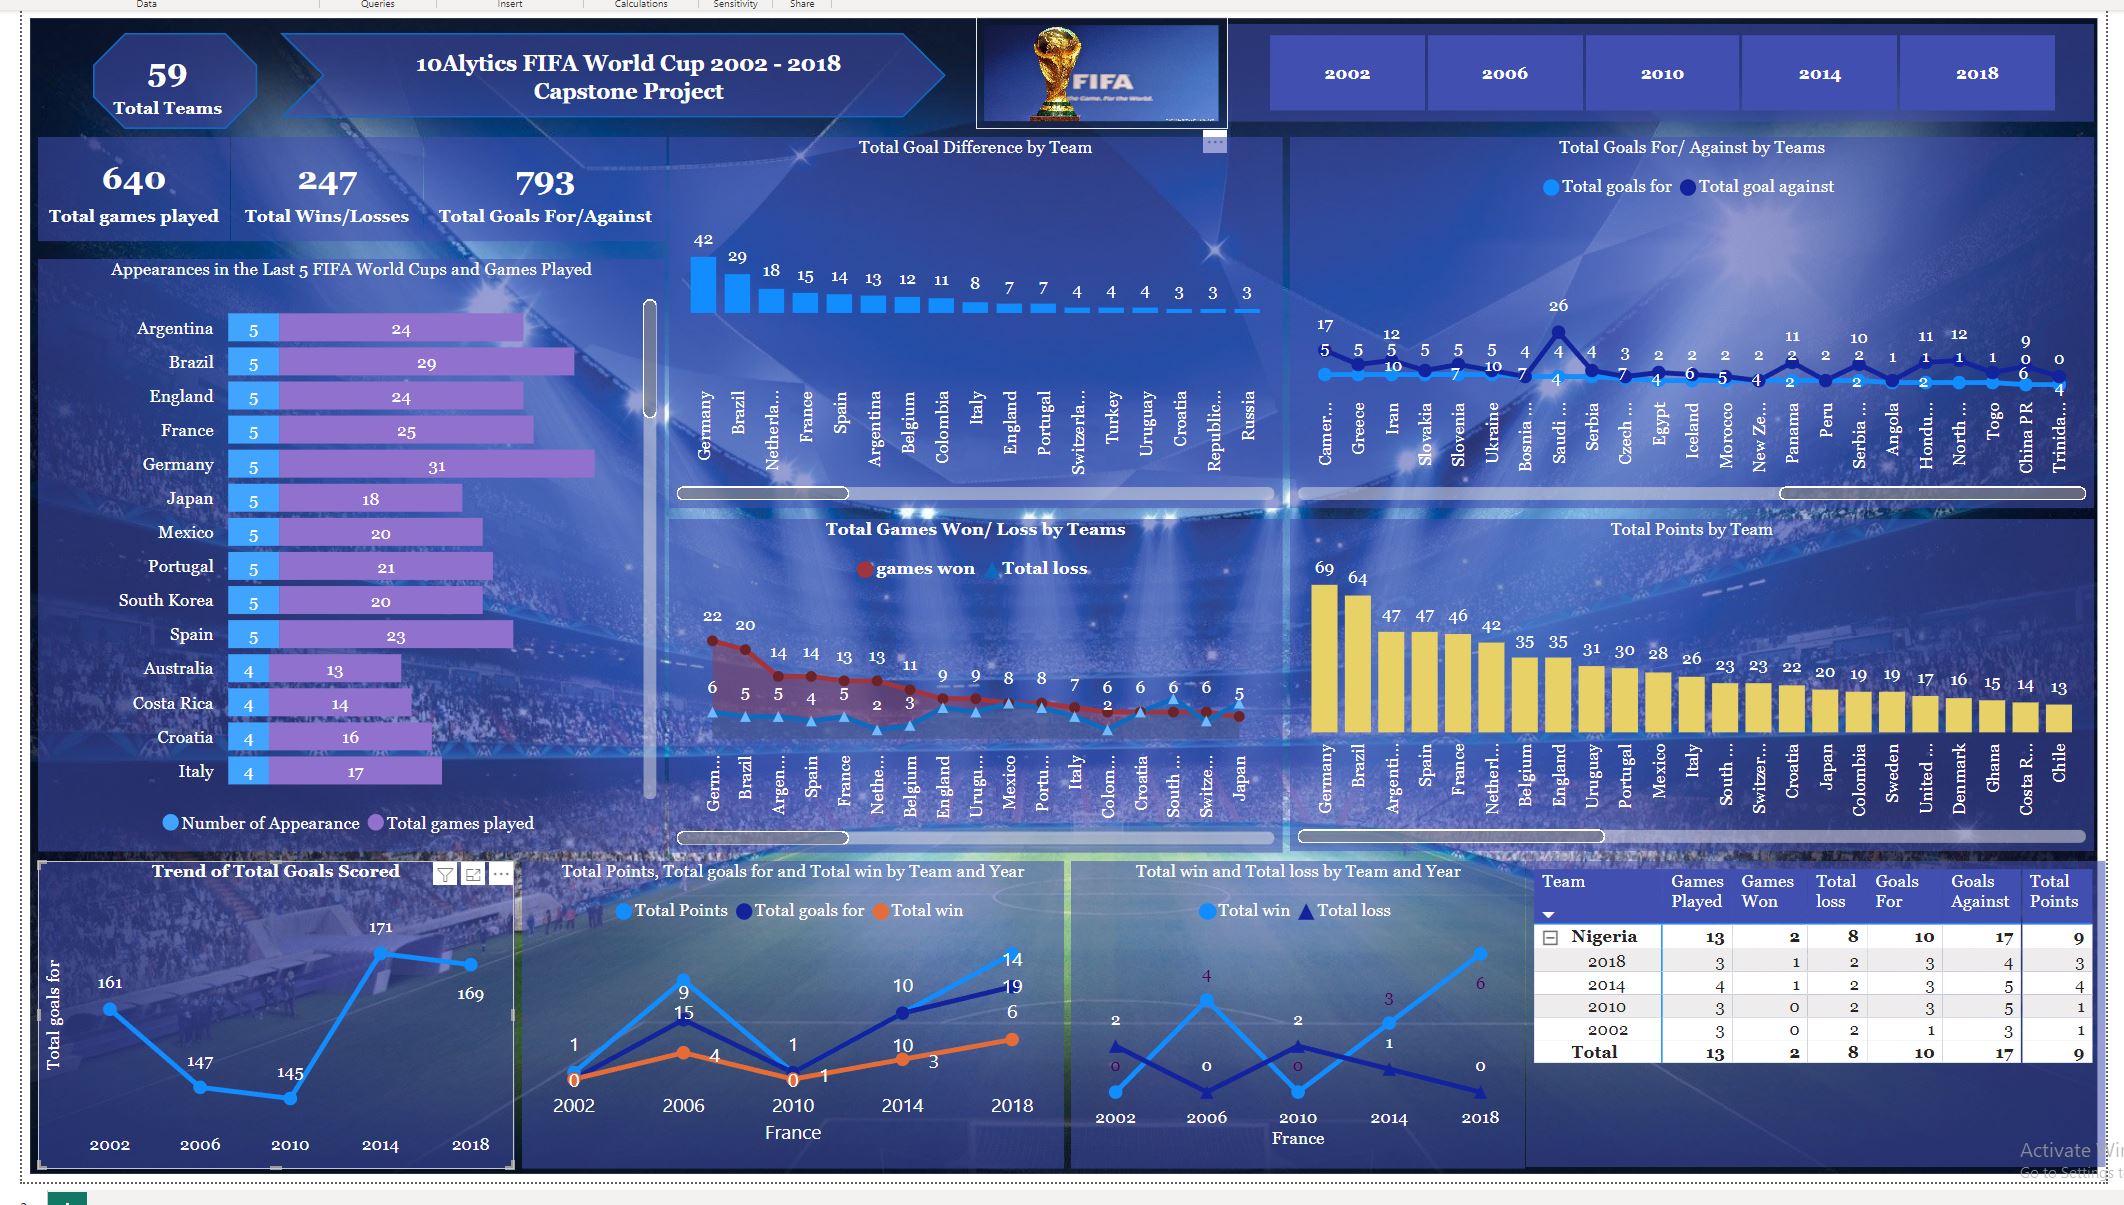 Data
Queries
Insert
Calculations
Sensitivity
Share
59
Total Teams
10Alytics FIFA World Cup 2002 - 2018
Capstone Project
FIFA
the Game. For the World.
2002
2006
2010
2014
2018
640
Total games played
247
Total Wins/Losses
793
Total Goals For/Against
Appearances in the Last 5 FIFA World Cups and Games Played
Argentina 5 24
Brazil 5 29
England 5 24
France 5 25
Germany 5 31
Japan 5 18
Mexico 5 20
Portugal 5 21
South Korea 5 20
Spain 5 23
Australia 4 13
Costa Rica 4 14
Croatia 4 16
Italy 4 17
Number of Appearance Total games played
Total Goal Difference by Team
42 29 18 15 14 13 12 11 8 7 7 4 4 4 3 3 3
Germany Brazil Netherla... France Spain Argentina Belgium Colombia Italy England Portugal Switzerla... Turkey Uruguay Croatia Republic... Russia
Total Goals For/ Against by Teams
Total goals for Total goal against
26
17 12 11 10 11 12 9
5 5 5 5 5 5 4 4 4 3 2 2 2 2 2 2 2 1 1 1 1 0 0
10 7 10 7 4 7 4 6 5 4 2 2 2 6 4
Camer... Greece Iran Slovakia Slovenia Ukraine Bosnia ... Saudi ... Serbia Czech ... Egypt Iceland Morocco New Ze... Panama Peru Serbia ... Angola Hondu... North ... Togo China PR Trinida...
Total Games Won/ Loss by Teams
games won Total loss
22 20 14 14 13 13 11 9 9 8 8 7 6 6 6 6 5
6 5 5 4 5 2 3 2
Germ... Brazil Argen... Spain France Nethe... Belgium England Urugu... Mexico Portu... Italy Colom... Croatia South ... Switze... Japan
Total Points by Team
69 64 47 47 46 42 35 35 31 30 28 26 23 23 22 20 19 19 17 16 15 14 13
Germany Brazil Argenti... Spain France Netherl... Belgium England Uruguay Portugal Mexico Italy South ... Switzer... Croatia Japan Colombia Sweden United ... Denmark Ghana Costa R... Chile
Trend of Total Goals Scored
Total goals for
161 147 145 171 169
2002 2006 2010 2014 2018
Total Points, Total goals for and Total win by Team and Year
Total Points Total goals for Total win
1 9 1 10 14
15 10 19
0 4 0 1 3 6
2002 2006 2010 2014 2018
France
Total win and Total loss by Team and Year
Total win Total loss
2 4 2 3 6
0 0 0 1 0
2002 2006 2010 2014 2018
France
Team Games Played Games Won Total loss Goals For Goals Against Total Points
Nigeria 13 2 8 10 17 9
2018 3 1 2 3 4 3
2014 4 1 2 3 5 4
2010 3 0 2 3 5 1
2002 3 0 2 1 3 1
Total 13 2 8 10 17 9
Activate Wi
Go to Settings t